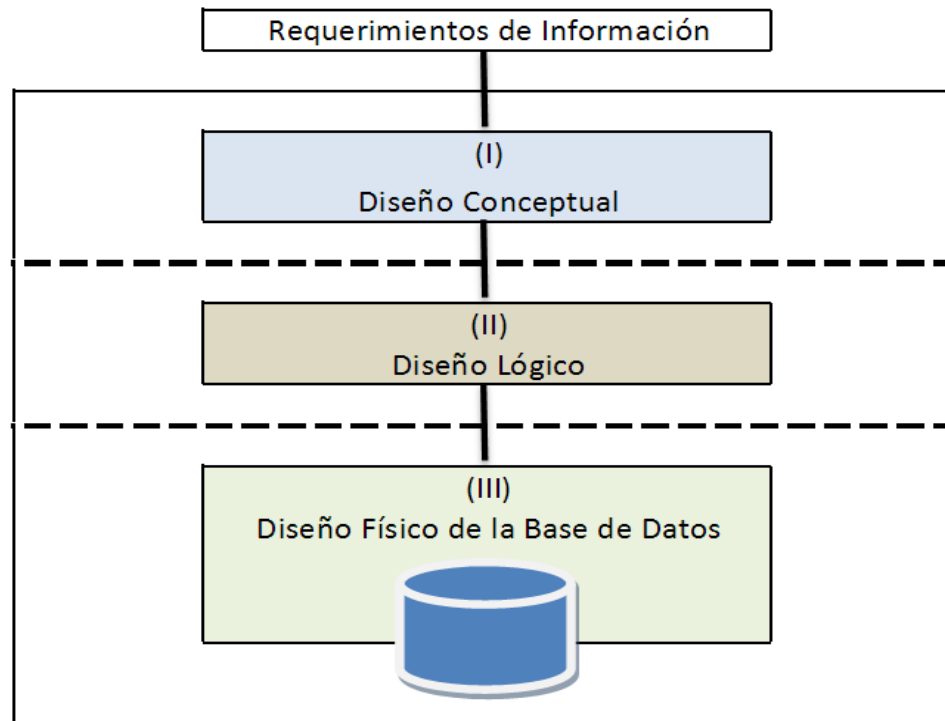 Requerimientos de Información
(I)
Diseño Conceptual
(II)
Diseño Lógico
(III)
Diseño Físico de la Base de Datos